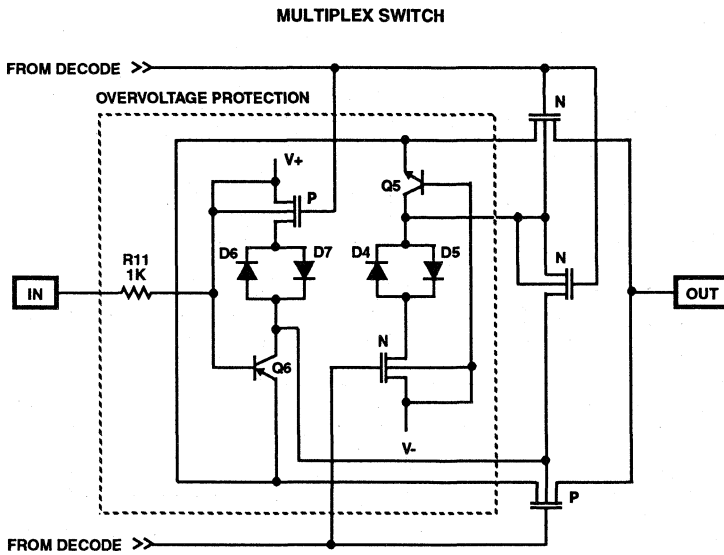 MULTIPLEX SWITCH
FROM DECODE
OVERVOLTAGE PROTECTION
N
V+
Q5
P
R11
1K
D6
D7
D4
D5
N
IN
OUT
N
Q6
V-
P
FROM DECODE